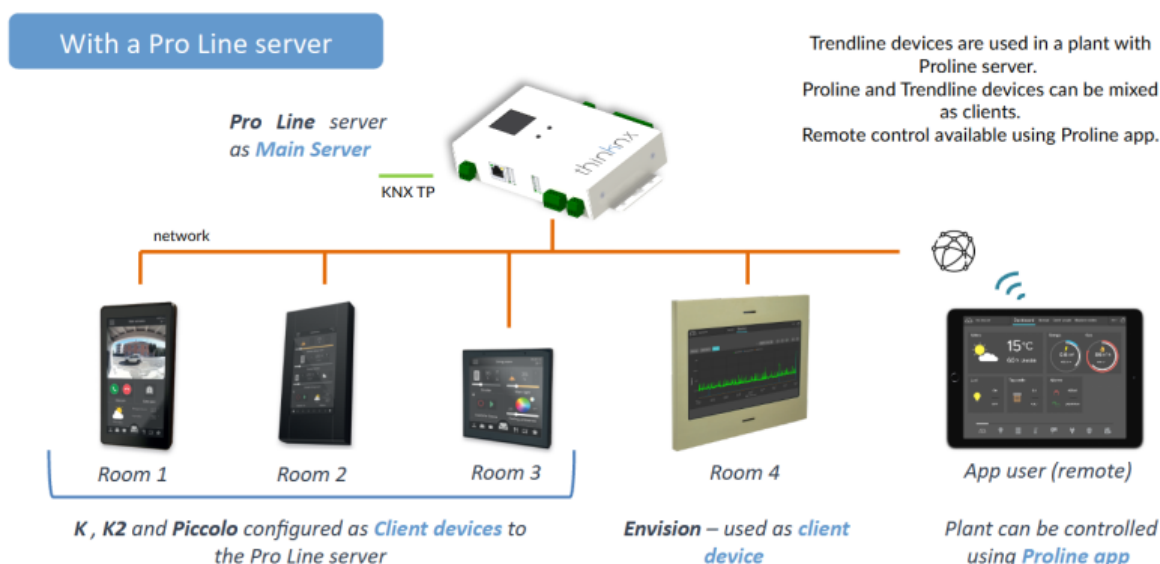 With a Pro Line server
Trendline devices are used in a plant with
Proline server.
Proline and Trendline devices can be mixed
as clients.
Remote control available using Proline app.
Pro Line server
as Main Server
thinknx
KNX TP
network
15°C
Room 1
Room 2
Room 3
Room 4
App user (remote)
K , K2 and Piccolo configured as Client devices to
the Pro Line server
Envision – used as client
device
Plant can be controlled
using Proline app